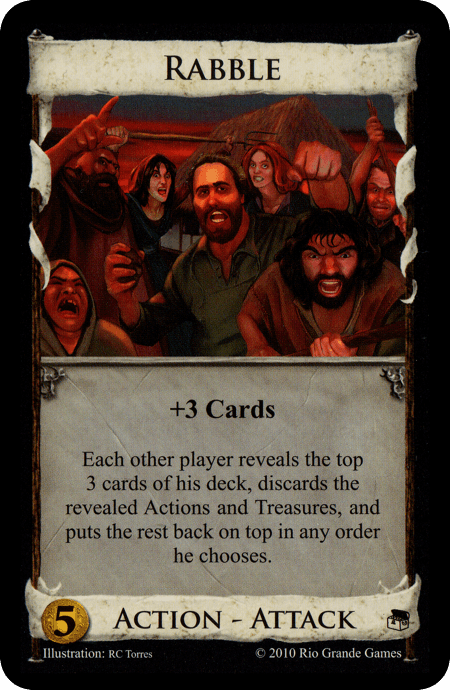 RABBLE
+3 Cards
Each other player reveals the top
3 cards of his deck, discards the
revealed Actions and Treasures, and
puts the rest back on top in any order
he chooses.
5 ACTION - ATTACK
Illustration: RC Torres © 2010 Rio Grande Games